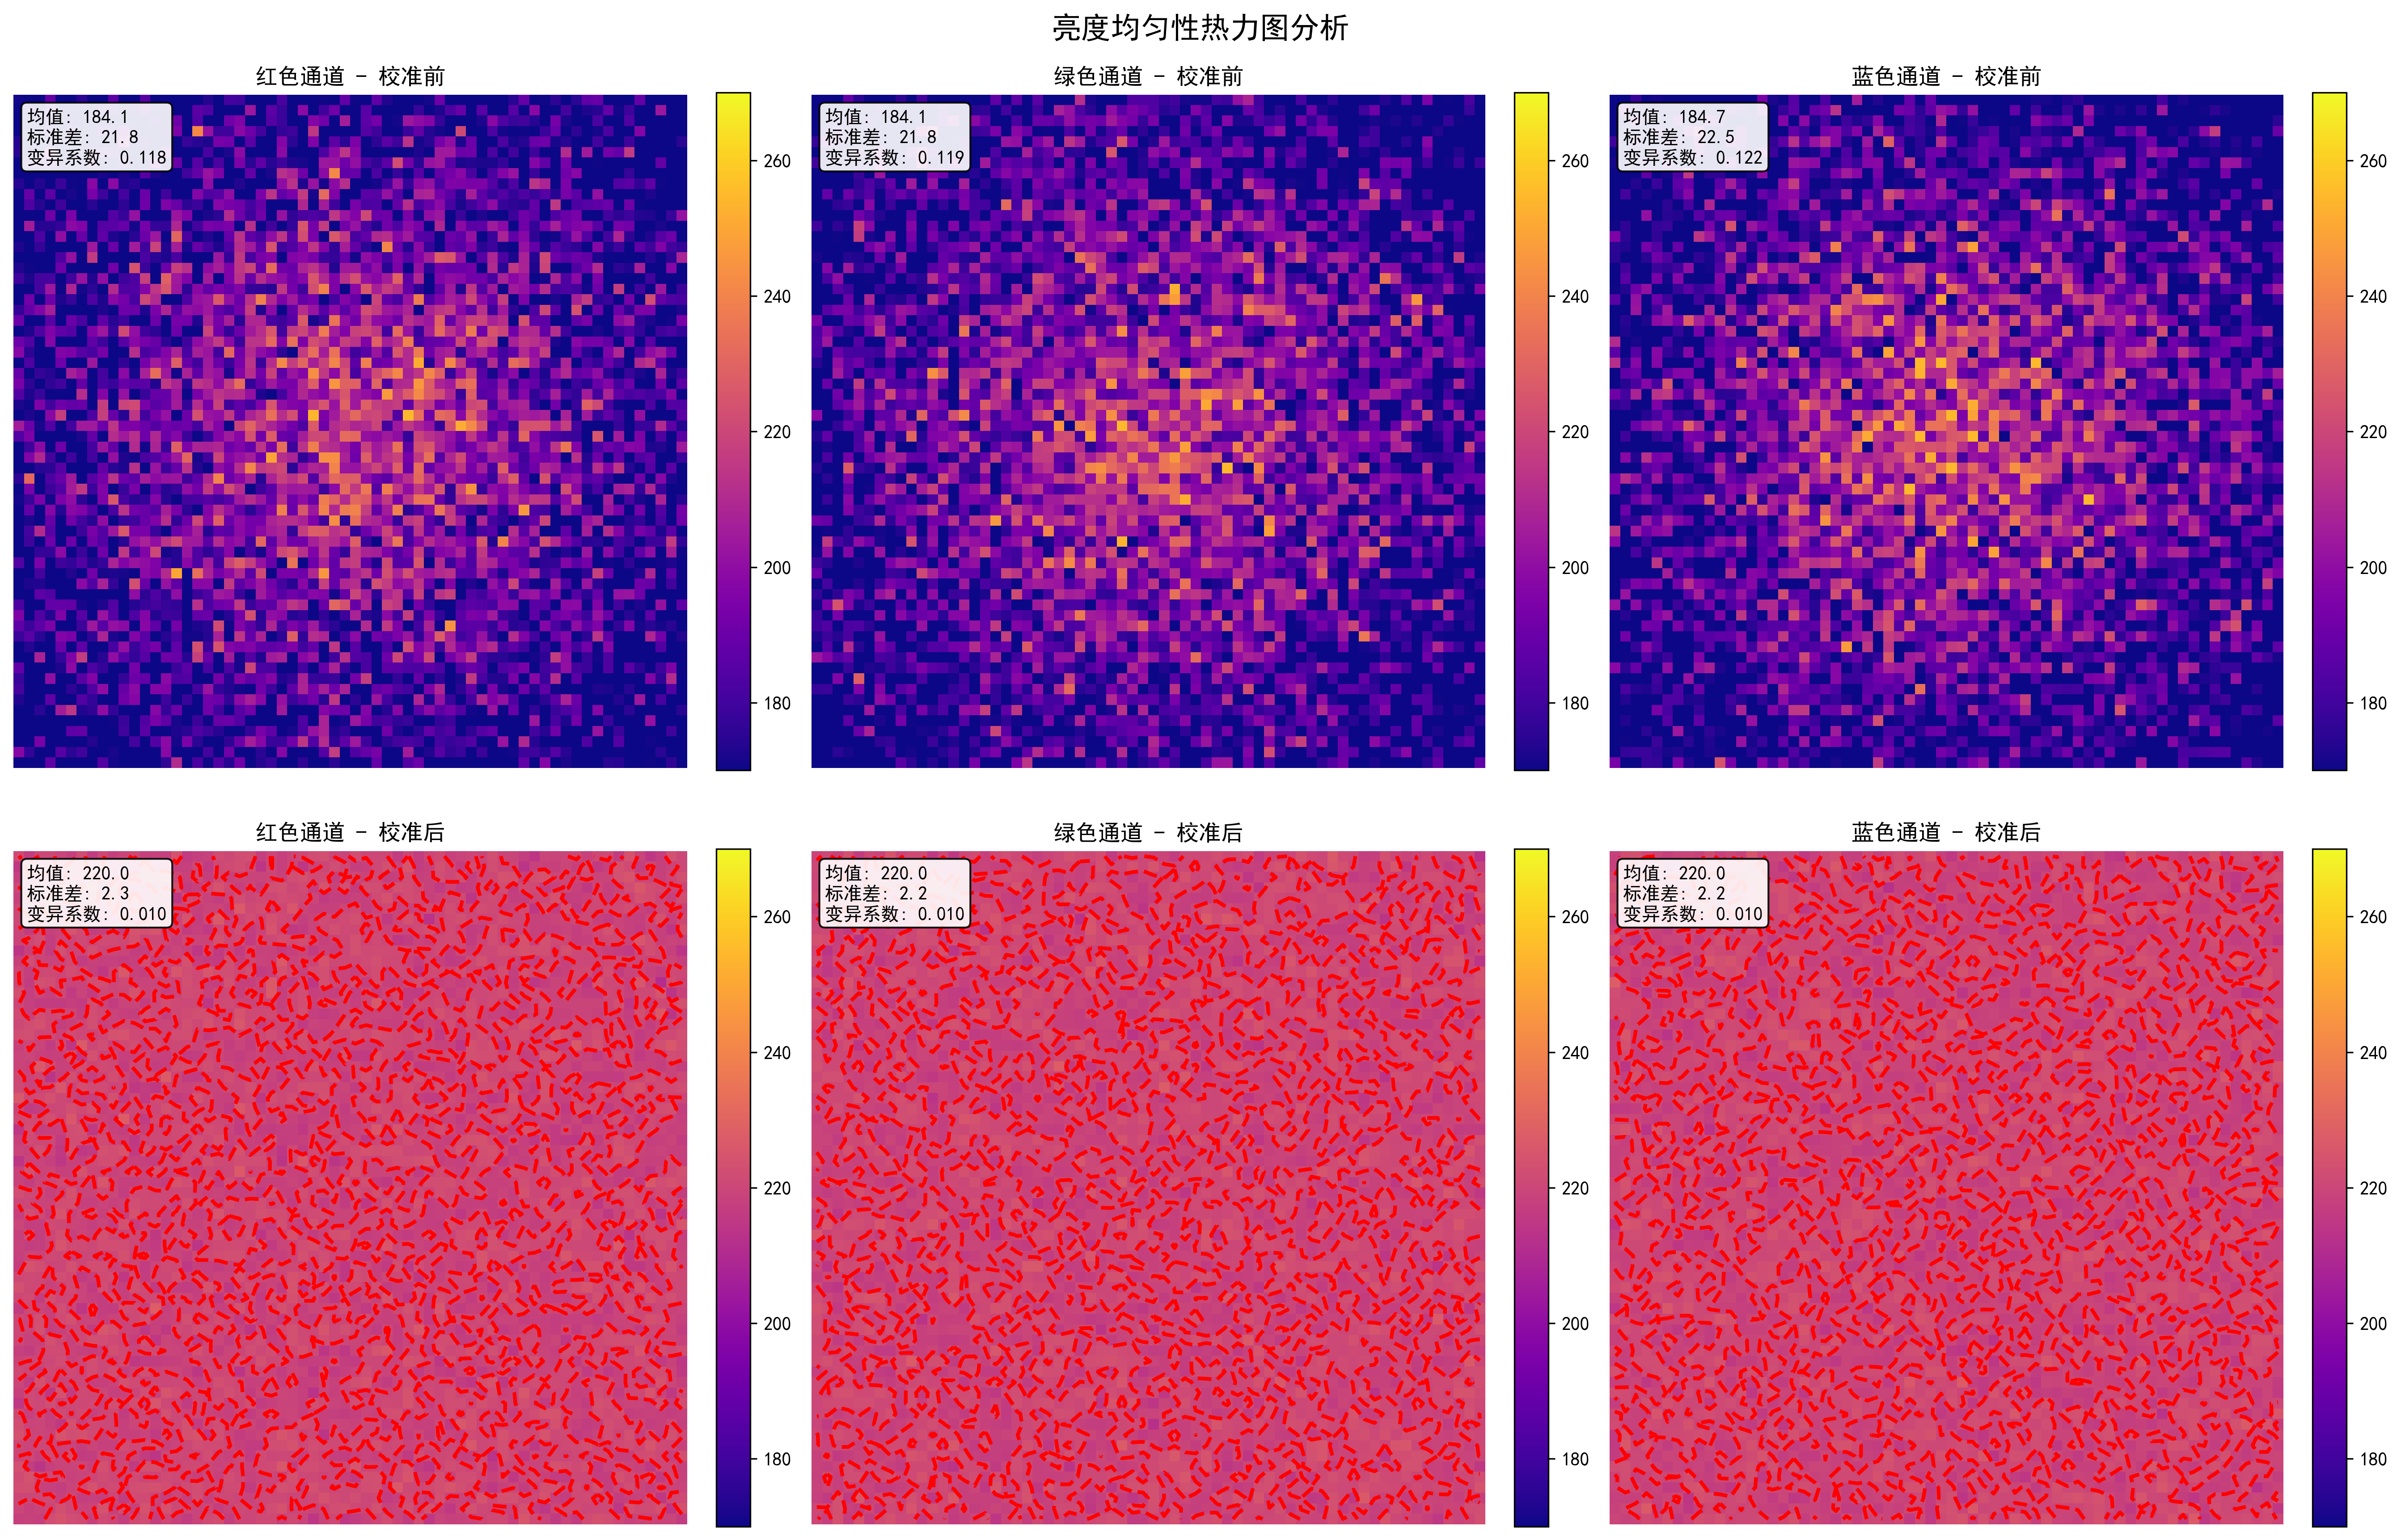 亮度均匀性热力图分析
红色通道 - 校准前
均值: 184.1
标准差: 21.8
变异系数: 0.118
260
240
220
200
180
绿色通道 - 校准前
均值: 184.1
标准差: 21.8
变异系数: 0.119
260
240
220
200
180
蓝色通道 - 校准前
均值: 184.7
标准差: 22.5
变异系数: 0.122
260
240
220
200
180
红色通道 - 校准后
均值: 220.0
标准差: 2.3
变异系数: 0.010
260
240
220
200
180
绿色通道 - 校准后
均值: 220.0
标准差: 2.2
变异系数: 0.010
260
240
220
200
180
蓝色通道 - 校准后
均值: 220.0
标准差: 2.2
变异系数: 0.010
260
240
220
200
180